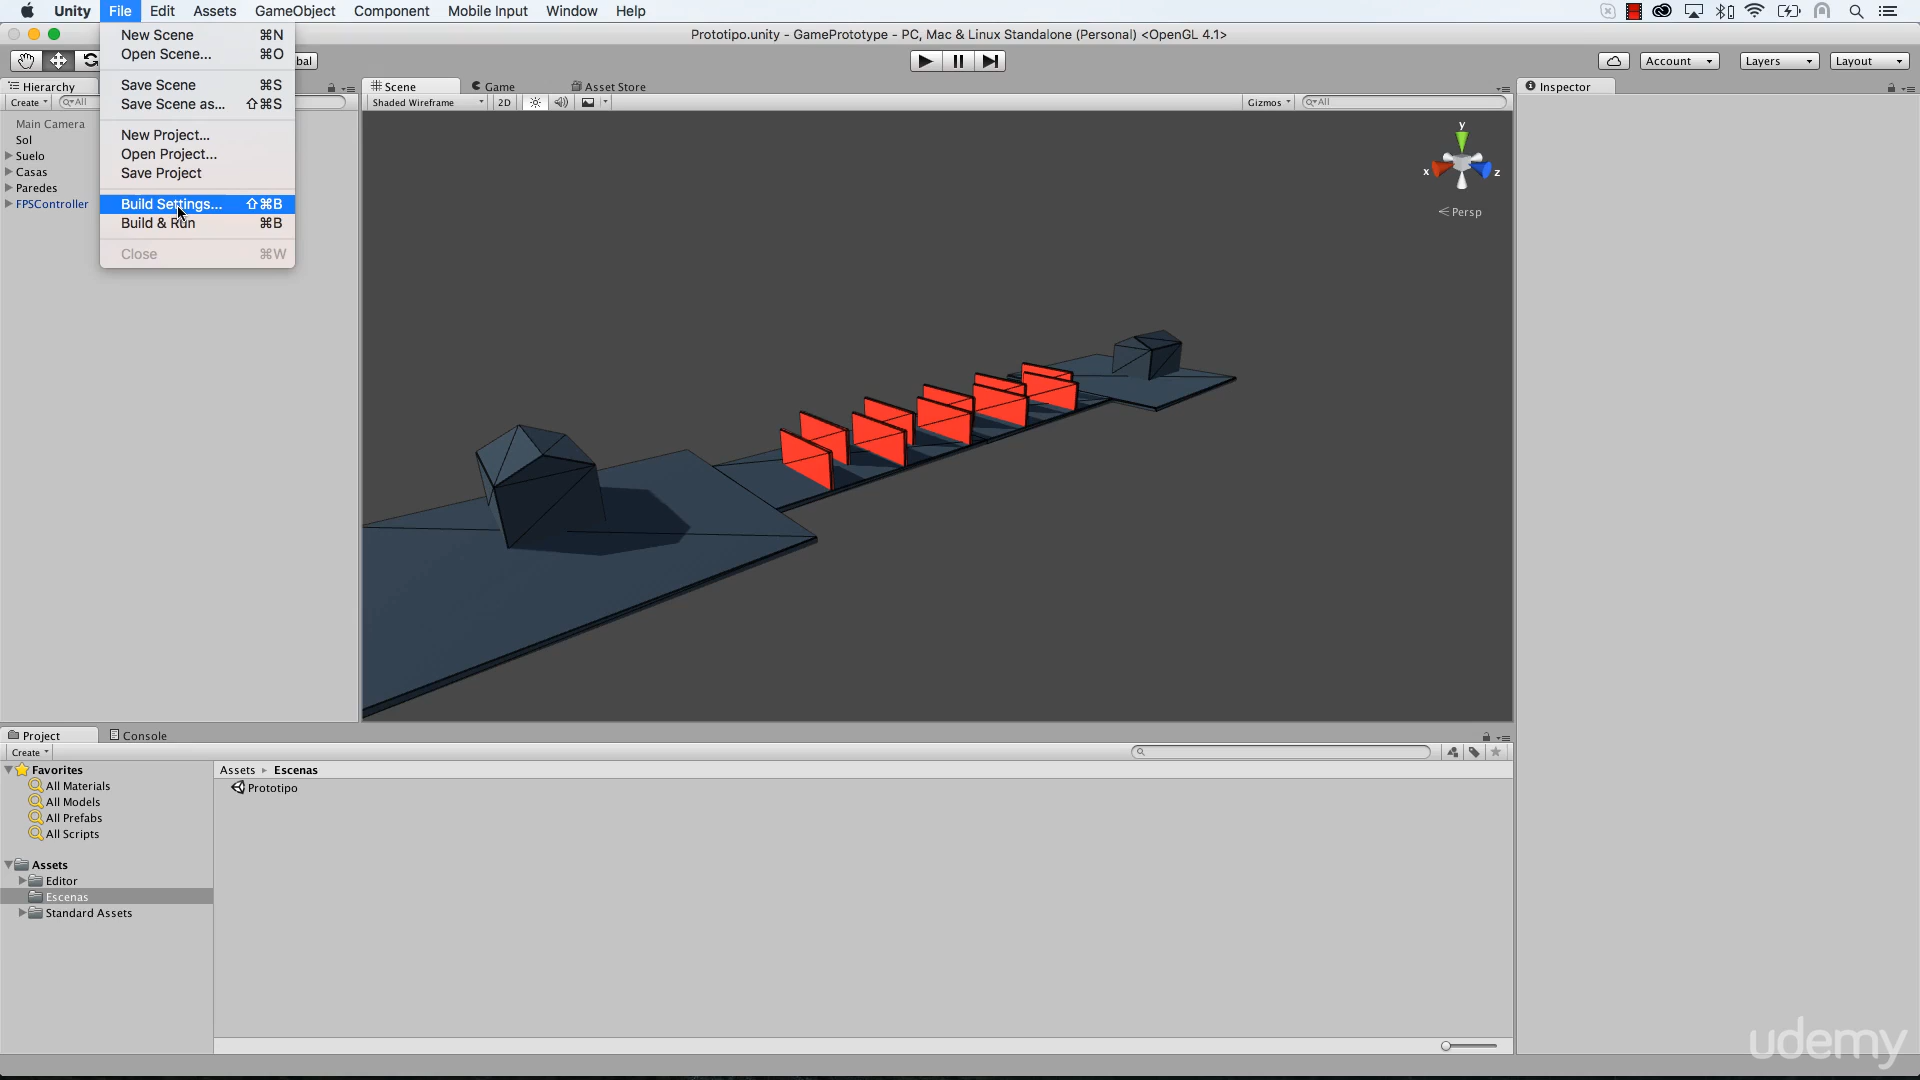 Unity File Edit Assets GameObject Component Mobile Input Window Help
Prototipo.unity - GamePrototype - PC, Mac & Linux Standalone (Personal) <OpenGL 4.1>
New Scene ⌘N
Open Scene... ⌘O
Save Scene ⌘S
Save Scene as... ⇧⌘S
New Project...
Open Project...
Save Project
Build Settings... ⇧⌘B
Build & Run ⌘B
Close ⌘W
bal
Account
Layers
Layout
Hierarchy
Create
All
Main Camera
Sol
Suelo
Casas
Paredes
FPSController
Scene Game Asset Store
Shaded Wireframe 2D Gizmos All
y
x
z
Persp
Inspector
Project Console
Create
Favorites
All Materials
All Models
All Prefabs
All Scripts
Assets
Editor
Escenas
Standard Assets
Assets Escenas
Prototipo
udemy